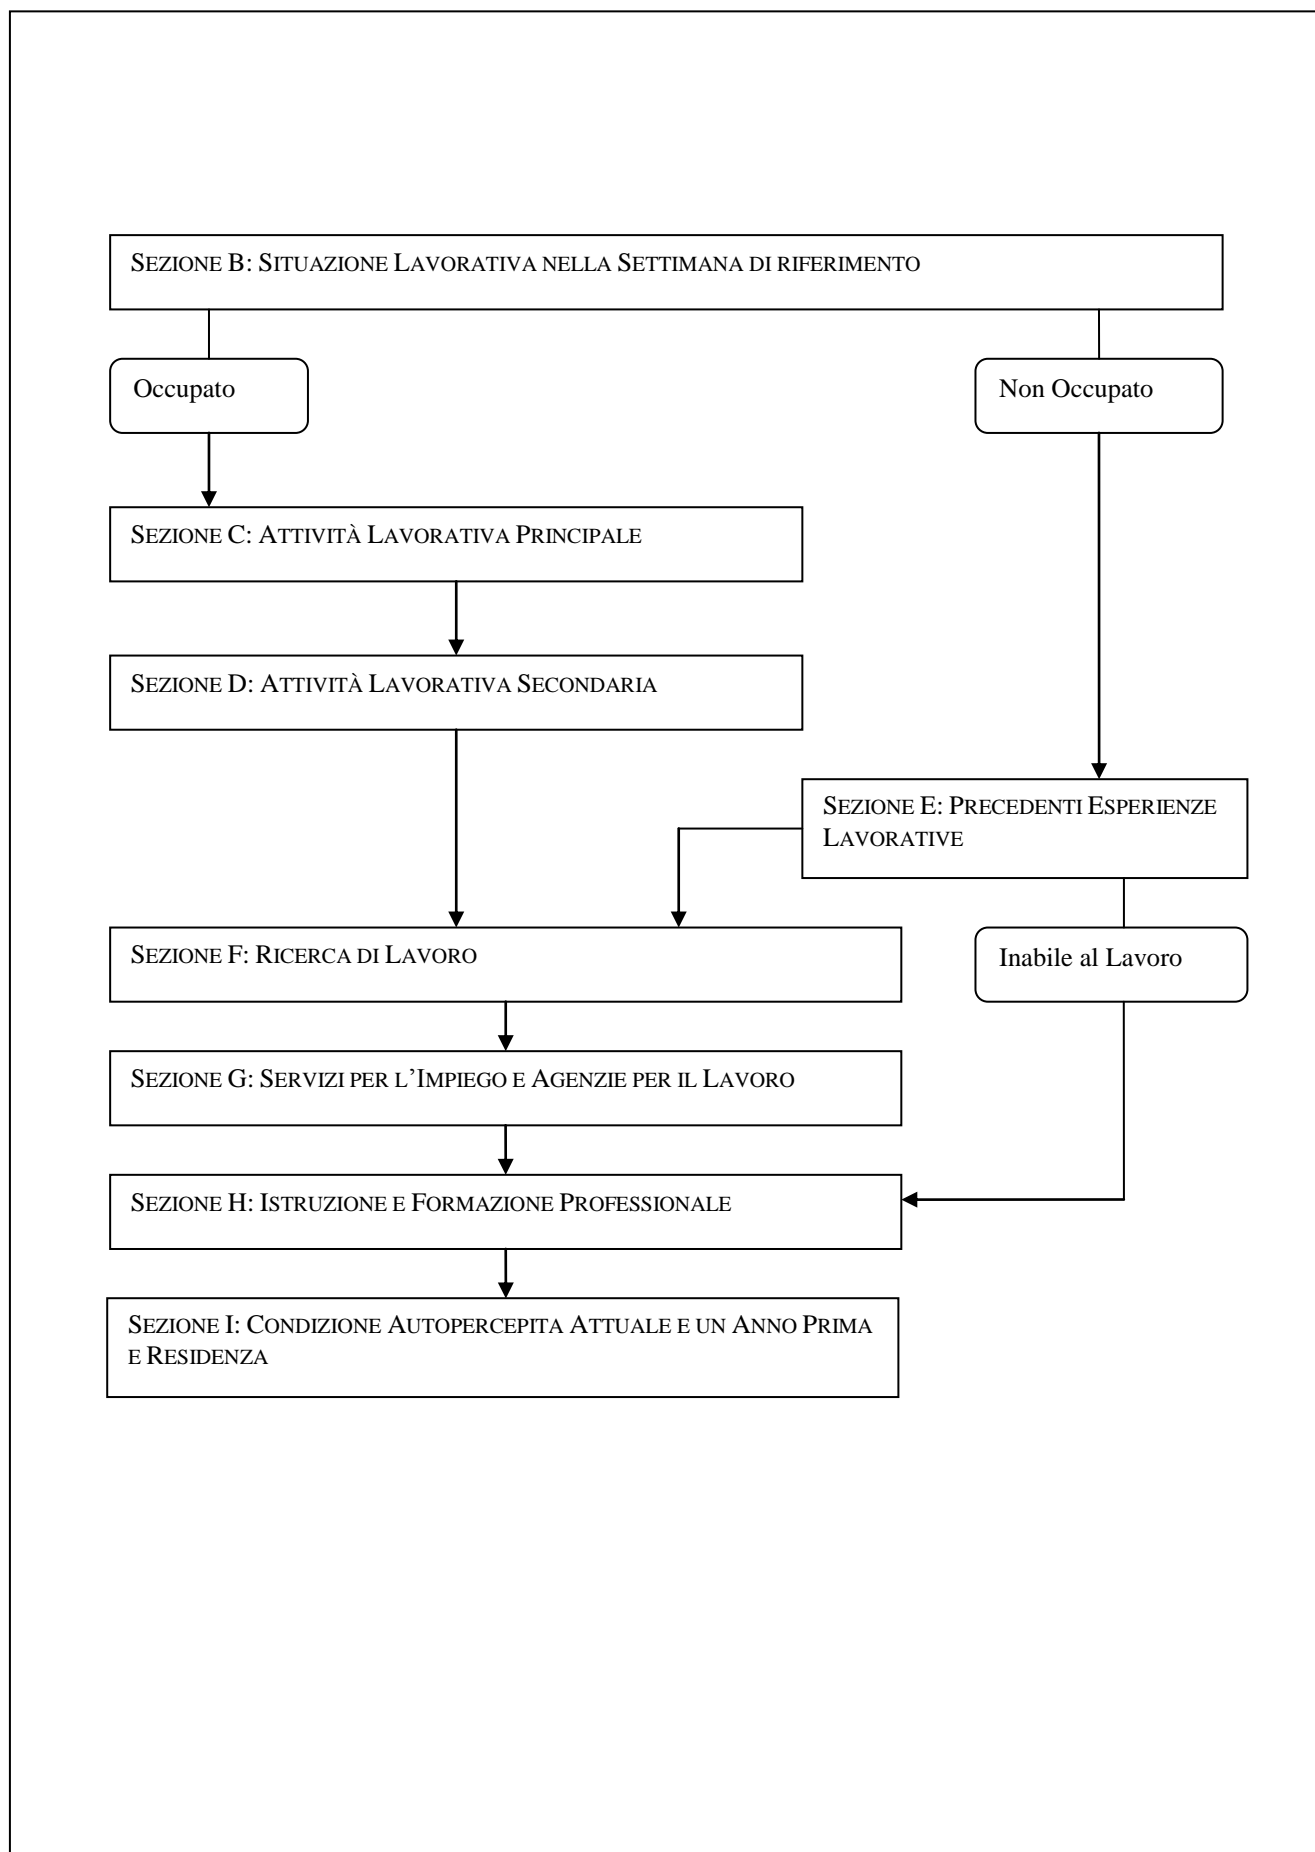 SEZIONE B: SITUAZIONE LAVORATIVA NELLA SETTIMANA DI RIFERIMENTO
Occupato
Non Occupato
SEZIONE C: ATTIVITÀ LAVORATIVA PRINCIPALE
SEZIONE D: ATTIVITÀ LAVORATIVA SECONDARIA
SEZIONE E: PRECEDENTI ESPERIENZE
LAVORATIVE
SEZIONE F: RICERCA DI LAVORO
Inabile al Lavoro
SEZIONE G: SERVIZI PER L’IMPIEGO E AGENZIE PER IL LAVORO
SEZIONE H: ISTRUZIONE E FORMAZIONE PROFESSIONALE
SEZIONE I: CONDIZIONE AUTOPERCEPITA ATTUALE E UN ANNO PRIMA
E RESIDENZA